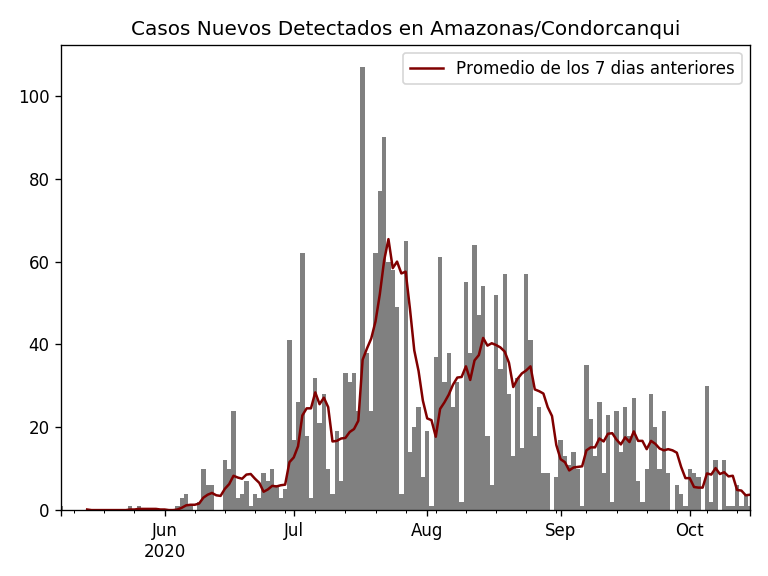 Casos Nuevos Detectados en Amazonas/Condorcanqui
Promedio de los 7 dias anteriores
100
80
60
40
20
0
Jun Jul Aug Sep Oct
2020